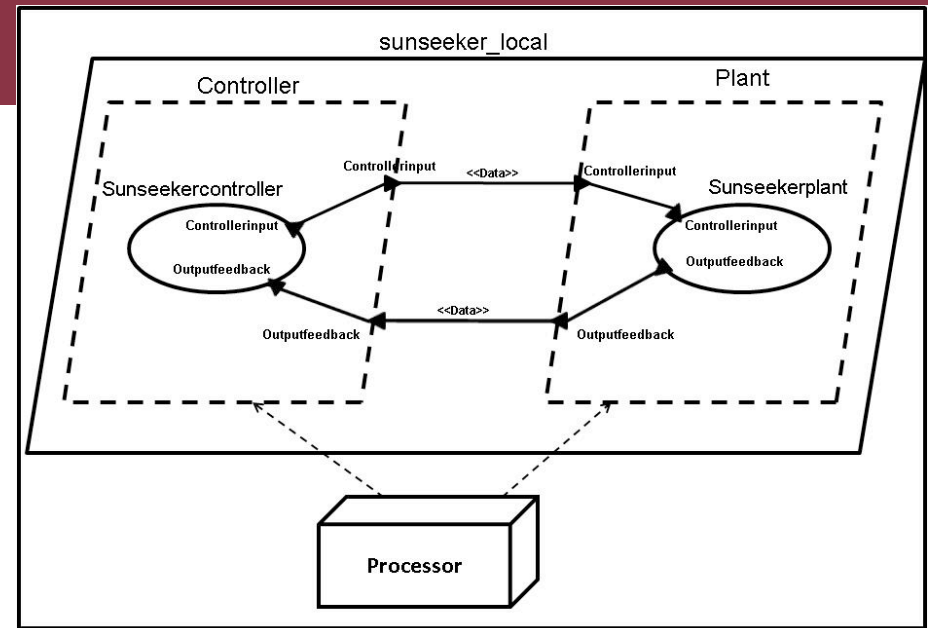 sunseeker_local
Controller
Plant
Controllerinput
<<Data>>
Controllerinput
Sunseekercontroller
Sunseekerplant
Controllerinput
Controllerinput
Outputfeedback
Outputfeedback
<<Data>>
Outputfeedback
Outputfeedback
Processor